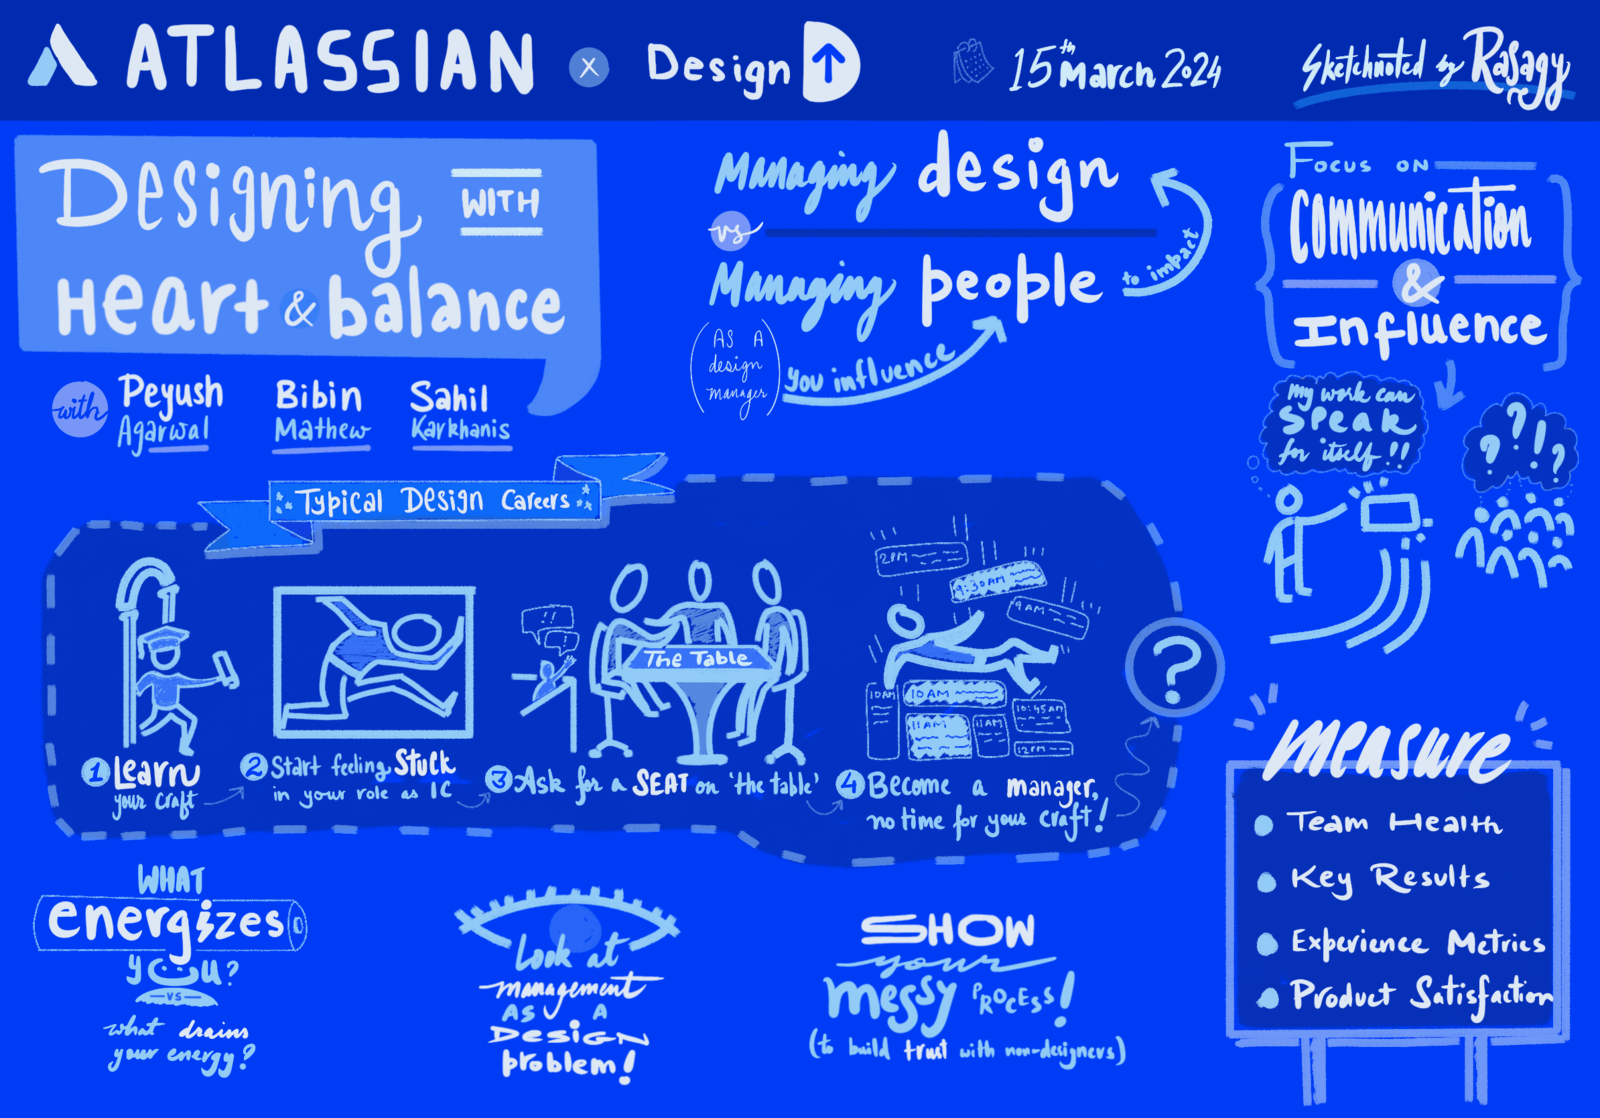 ATLASSIAN X Design D↑ 15th March 2024 Sketchnoted by Rasagy
Designing WITH
Heart & balance
with Peyush Agarwal
Bibin Mathew
Sahil Karkhanis
Managing design
vs
Managing people
to impact
(AS A
design
manager)
you influence
Focus on
Communication
&
Influence
my work can
SPEAK
for itself!!
? ? ! ?
Typical Design Careers
1 Learn
your craft
2 Start feeling Stuck
in your role as IC
The Table
3 Ask for a SEAT on 'the table'
2PM
9:30AM
9AM
10AM
10AM
10:45AM
11AM
11AM
12PM
4 Become a manager,
no time for your craft!
?
measure
Team Health
Key Results
Experience Metrics
Product Satisfaction
WHAT
energizes
you?
VS
what drains
your energy?
Look at
management
AS A
Design
problem!
SHOW
your
messy PROCESS!
(to build trust with non-designers)